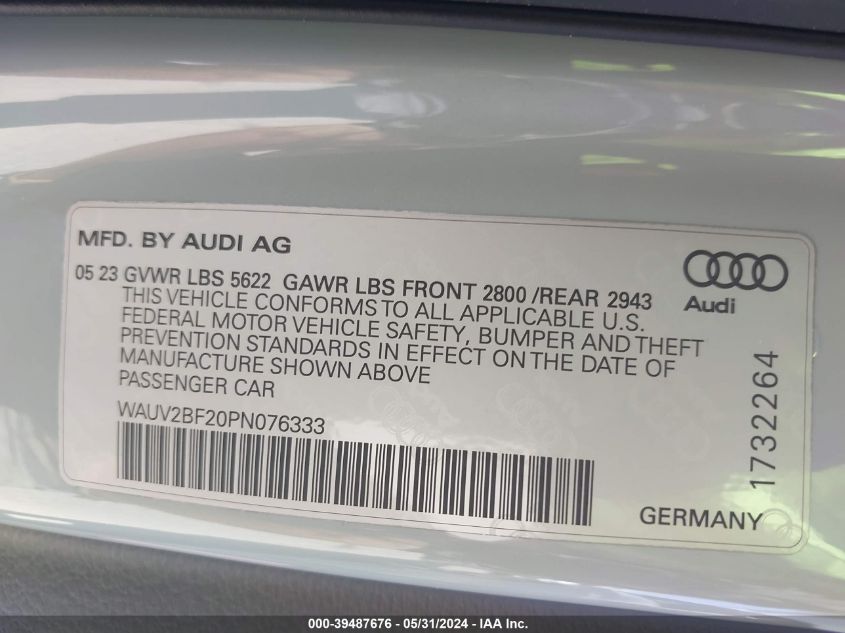 MFD. BY AUDI AG
05 23 GVWR LBS 5622 GAWR LBS FRONT 2800 /REAR 2943
THIS VEHICLE CONFORMS TO ALL APPLICABLE U.S.
FEDERAL MOTOR VEHICLE SAFETY, BUMPER AND THEFT
PREVENTION STANDARDS IN EFFECT ON THE DATE OF
MANUFACTURE SHOWN ABOVE
PASSENGER CAR
WAUV2BF20PN076333
Audi
1732264
GERMANY
000-39487676 - 05/31/2024 - IAA Inc.